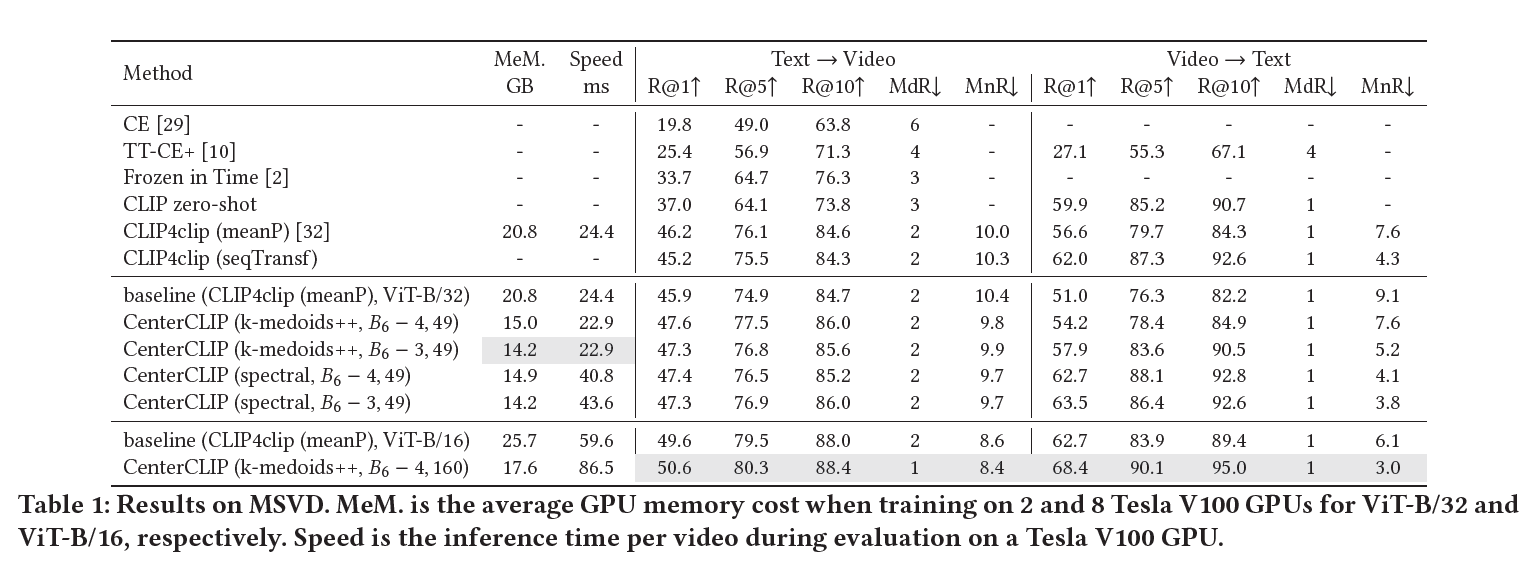 Method MeM. Speed Text → Video Video → Text
GB ms R@1↑ R@5↑ R@10↑ MdR↓ MnR↓ R@1↑ R@5↑ R@10↑ MdR↓ MnR↓
CE [29] - - 19.8 49.0 63.8 6 - - - - - -
TT-CE+ [10] - - 25.4 56.9 71.3 4 - 27.1 55.3 67.1 4 -
Frozen in Time [2] - - 33.7 64.7 76.3 3 - - - - - -
CLIP zero-shot - - 37.0 64.1 73.8 3 - 59.9 85.2 90.7 1 -
CLIP4clip (meanP) [32] 20.8 24.4 46.2 76.1 84.6 2 10.0 56.6 79.7 84.3 1 7.6
CLIP4clip (seqTransf) - - 45.2 75.5 84.3 2 10.3 62.0 87.3 92.6 1 4.3
baseline (CLIP4clip (meanP), ViT-B/32) 20.8 24.4 45.9 74.9 84.7 2 10.4 51.0 76.3 82.2 1 9.1
CenterCLIP (k-medoids++, B₆ − 4, 49) 15.0 22.9 47.6 77.5 86.0 2 9.8 54.2 78.4 84.9 1 7.6
CenterCLIP (k-medoids++, B₆ − 3, 49) 14.2 22.9 47.3 76.8 85.6 2 9.9 57.9 83.6 90.5 1 5.2
CenterCLIP (spectral, B₆ − 4, 49) 14.9 40.8 47.4 76.5 85.2 2 9.7 62.7 88.1 92.8 1 4.1
CenterCLIP (spectral, B₆ − 3, 49) 14.2 43.6 47.3 76.9 86.0 2 9.7 63.5 86.4 92.6 1 3.8
baseline (CLIP4clip (meanP), ViT-B/16) 25.7 59.6 49.6 79.5 88.0 2 8.6 62.7 83.9 89.4 1 6.1
CenterCLIP (k-medoids++, B₆ − 4, 160) 17.6 86.5 50.6 80.3 88.4 1 8.4 68.4 90.1 95.0 1 3.0
Table 1: Results on MSVD. MeM. is the average GPU memory cost when training on 2 and 8 Tesla V100 GPUs for ViT-B/32 and
ViT-B/16, respectively. Speed is the inference time per video during evaluation on a Tesla V100 GPU.